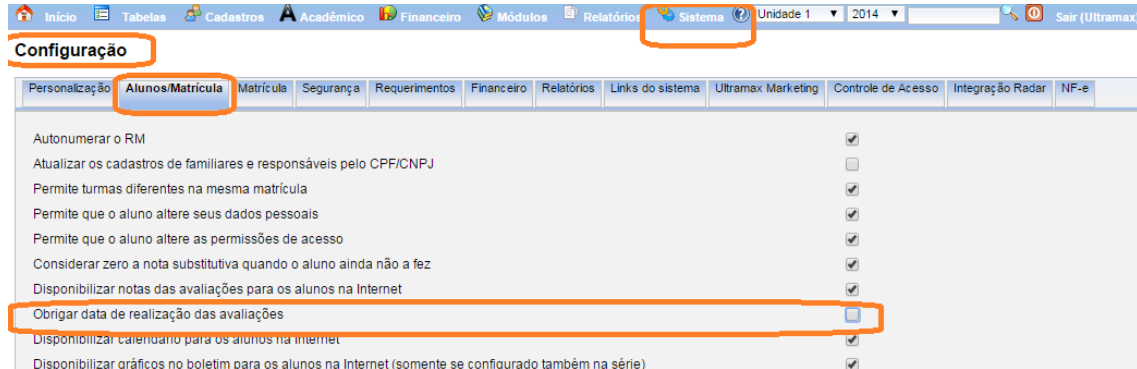 Início Tabelas Cadastros Acadêmico Financeiro Módulos Relatórios Sistema Unidade 1 2014 Sair (Ultramax)
Configuração
Personalização Alunos/Matrícula Matrícula Segurança Requerimentos Financeiro Relatórios Links do sistema Ultramax Marketing Controle de Acesso Integração Radar NF-e
Autonumerar o RM
Atualizar os cadastros de familiares e responsáveis pelo CPF/CNPJ
Permite turmas diferentes na mesma matrícula
Permite que o aluno altere seus dados pessoais
Permite que o aluno altere as permissões de acesso
Considerar zero a nota substitutiva quando o aluno ainda não a fez
Disponibilizar notas das avaliações para os alunos na Internet
Obrigar data de realização das avaliações
Disponibilizar calendário para os alunos na Internet
Disponibilizar gráficos no boletim para os alunos na Internet (somente se configurado também na série)